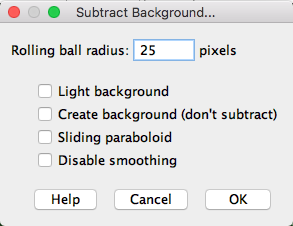 Subtract Background...
Rolling ball radius: 25 pixels
Light background
Create background (don't subtract)
Sliding paraboloid
Disable smoothing
Help Cancel OK